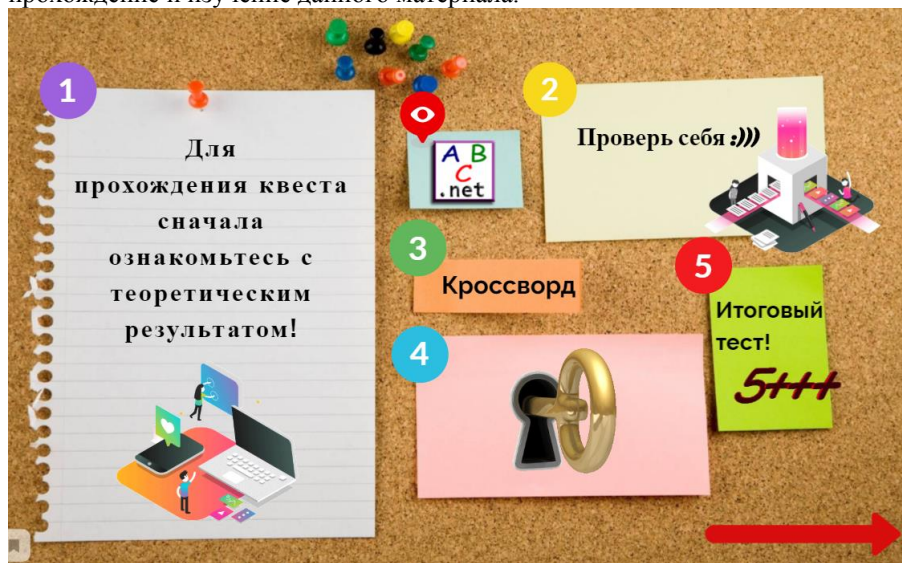 прохождение и изучение данного материала.
1
Для
прохождения квеста
сначала
ознакомьтесь с
теоретическим
результатом!
A B
C
.net
2
Проверь себя :)))
3
Кроссворд
4
5
Итоговый
тест!
5+++